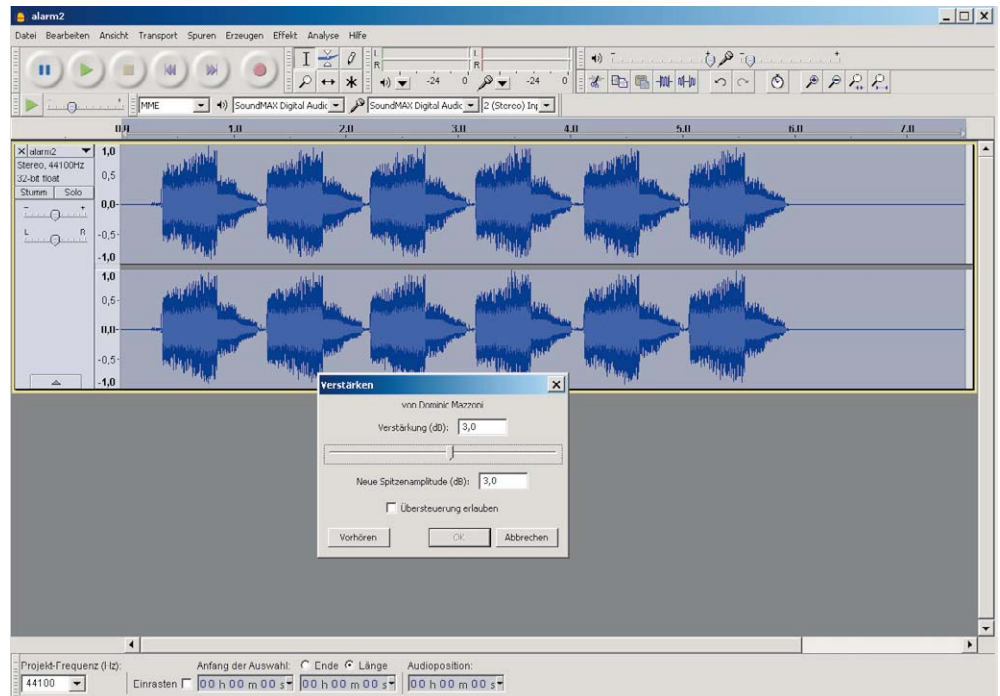 alarm2
Datei Bearbeiten Ansicht Transport Spuren Erzeugen Effekt Analyse Hilfe
L
R
-24 0
L
R
-24 0
MME
SoundMAX Digital Audic
SoundMAX Digital Audic
2 (Stereo) Inp
0,0 1,0 2,0 3,0 4,0 5,0 6,0 7,0
alarm2
Stereo, 44100Hz
32-bit float
Stumm Solo
- +
L R
1,0
0,5
0,0
-0,5
-1,0
1,0
0,5
0,0
-0,5
-1,0
Verstärken
von Dominic Mazzoni
Verstärkung (dB): 3,0
Neue Spitzenamplitude (dB): 3,0
Übersteuerung erlauben
Vorhören OK Abbrechen
Projekt-Frequenz (Hz): Anfang der Auswahl: Ende Länge Audioposition:
44100 Einrasten 00 h 00 m 00 s 00 h 00 m 00 s 00 h 00 m 00 s